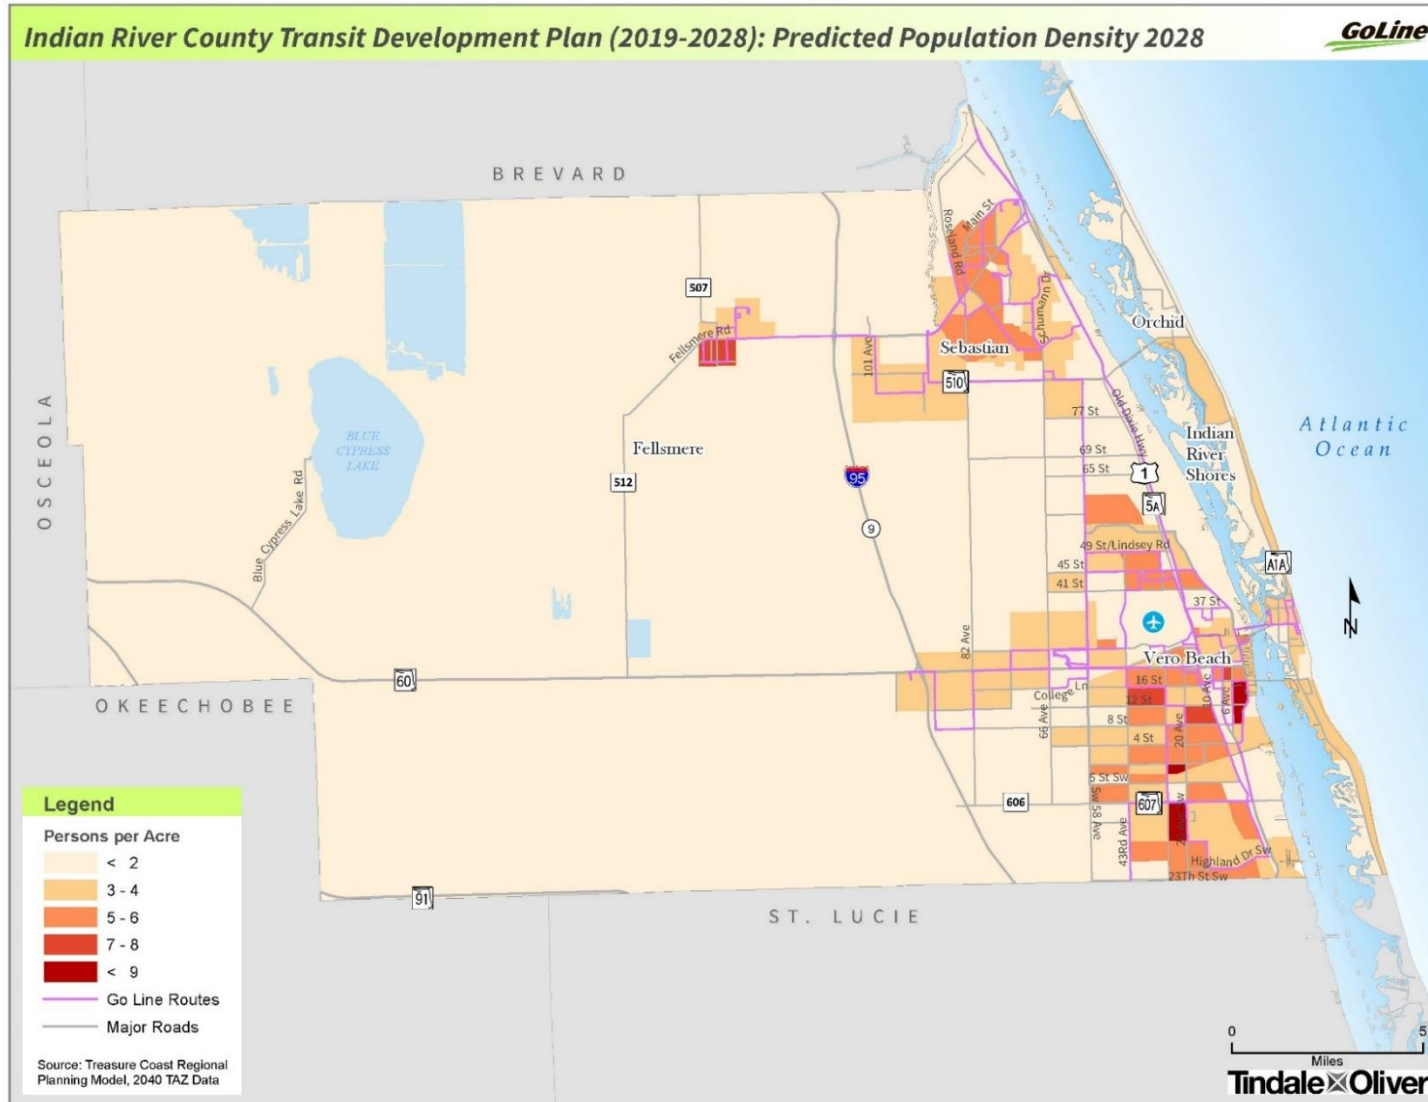 Indian River County Transit Development Plan (2019-2028): Predicted Population Density 2028
GoLine
BREVARD
OSCEOLA
OKEECHOBEE
ST. LUCIE
Atlantic
Ocean
BLUE
CYPRESS
LAKE
Blue Cypress Lake Rd
507
Fellsmere Rd
Fellsmere
512
95
9
101 Ave
Roseland Rd
Main St
Schumann Dr
Sebastian
510
Orchid
Old Dixie Hwy
77 St
69 St
65 St
1
5A
Indian
River
Shores
A1A
49 St/Lindsey Rd
45 St
41 St
37 St
82 Ave
Vero Beach
60
College Ln
16 St
12 St
8 St
4 St
66 Ave
20 Ave
10 Ave
6 Ave
5 St Sw
606
607
SW 58 Ave
43Rd Ave
Highland Dr Sw
23Th St Sw
91
N
Legend
Persons per Acre
< 2
3 - 4
5 - 6
7 - 8
< 9
Go Line Routes
Major Roads
Source: Treasure Coast Regional
Planning Model, 2040 TAZ Data
0 5
Miles
Tindale Oliver